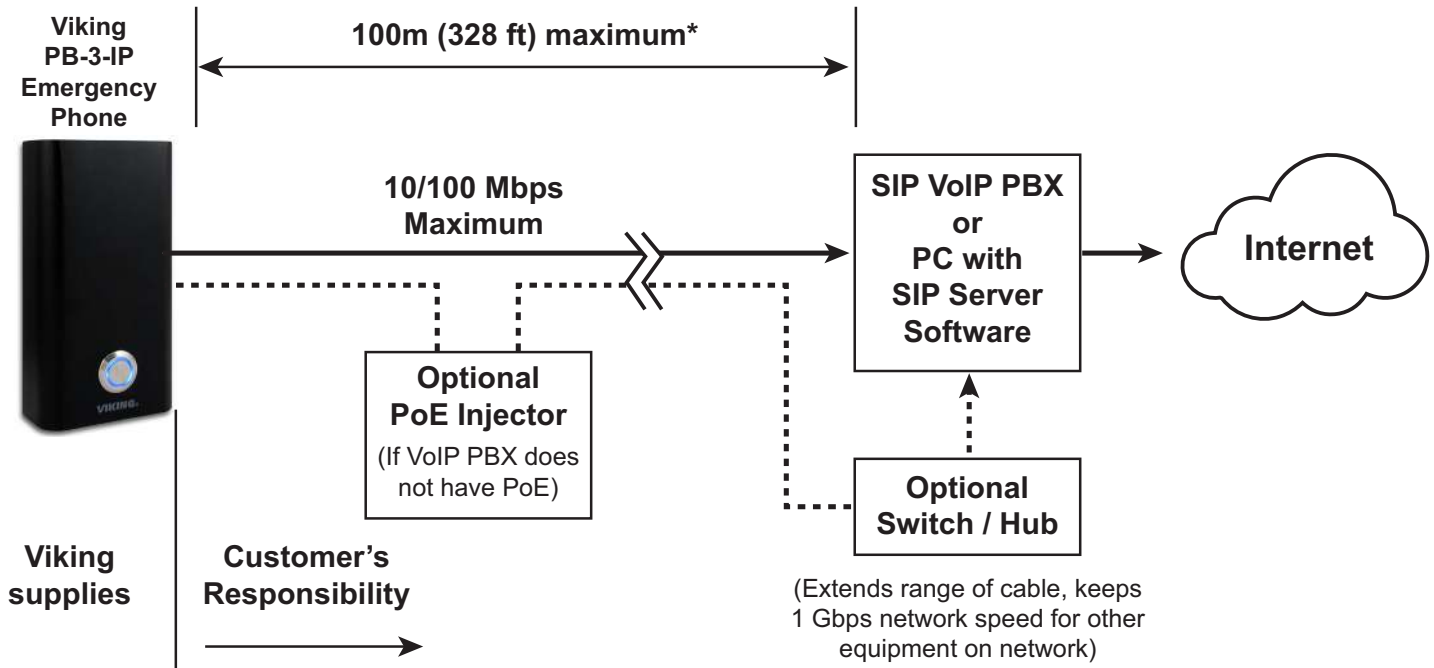 Viking
PB-3-IP
Emergency
Phone
100m (328 ft) maximum*
10/100 Mbps
Maximum
SIP VoIP PBX
or
PC with
SIP Server
Software
Internet
VIKING®
Optional
PoE Injector
(If VoIP PBX does
not have PoE)
Optional
Switch / Hub
(Extends range of cable, keeps
1 Gbps network speed for other
equipment on network)
Viking
supplies
Customer’s
Responsibility